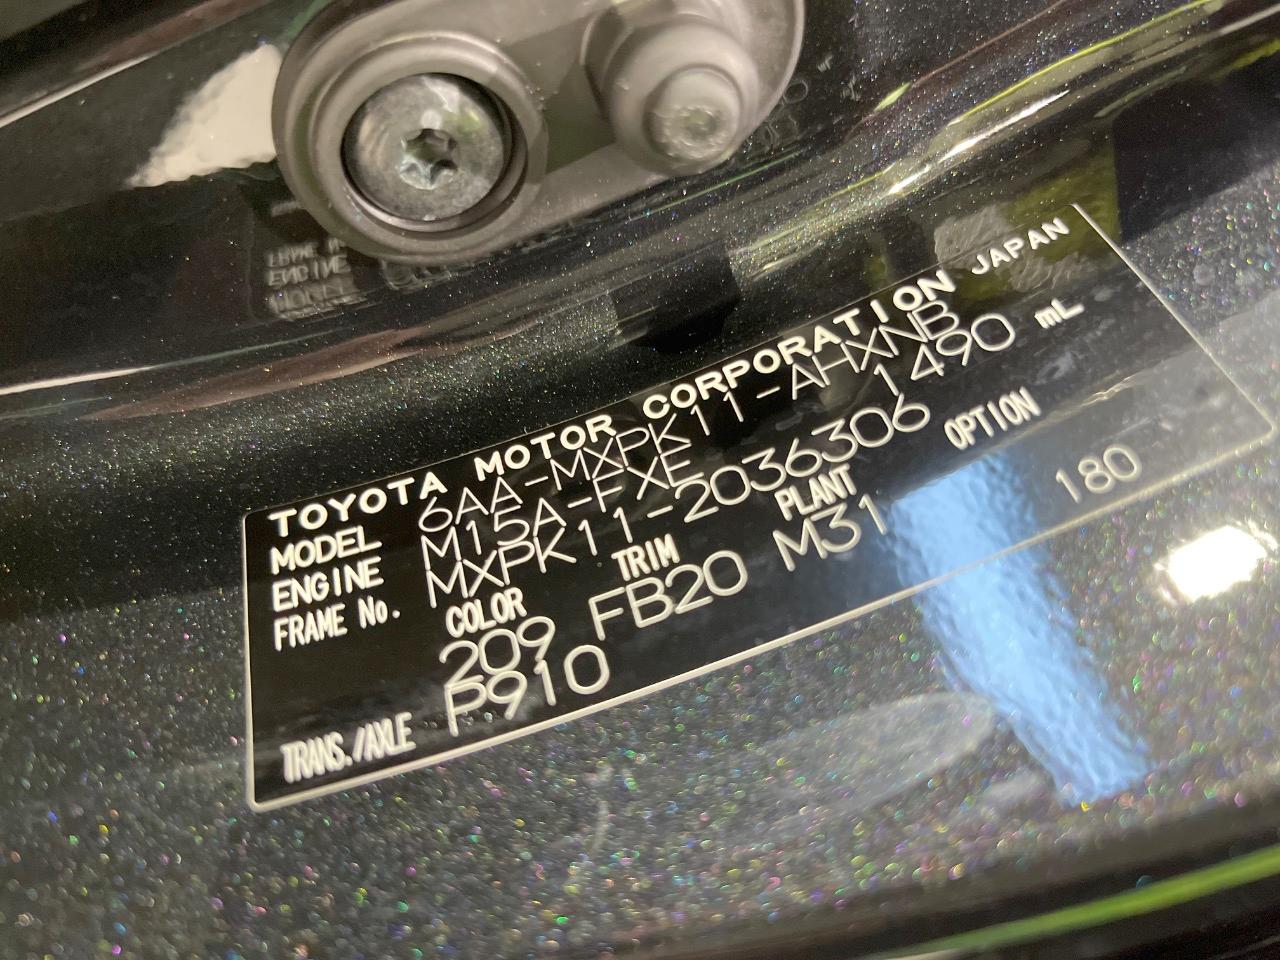 TOYOTA MOTOR CORPORATION JAPAN
MODEL 6AA-MXPK11-AHXNB
ENGINE M15A-FXE 1490 mL
FRAME No. MXPK11-2036306
COLOR TRIM PLANT OPTION
209 FB20 M31 180
TRANS./AXLE P910